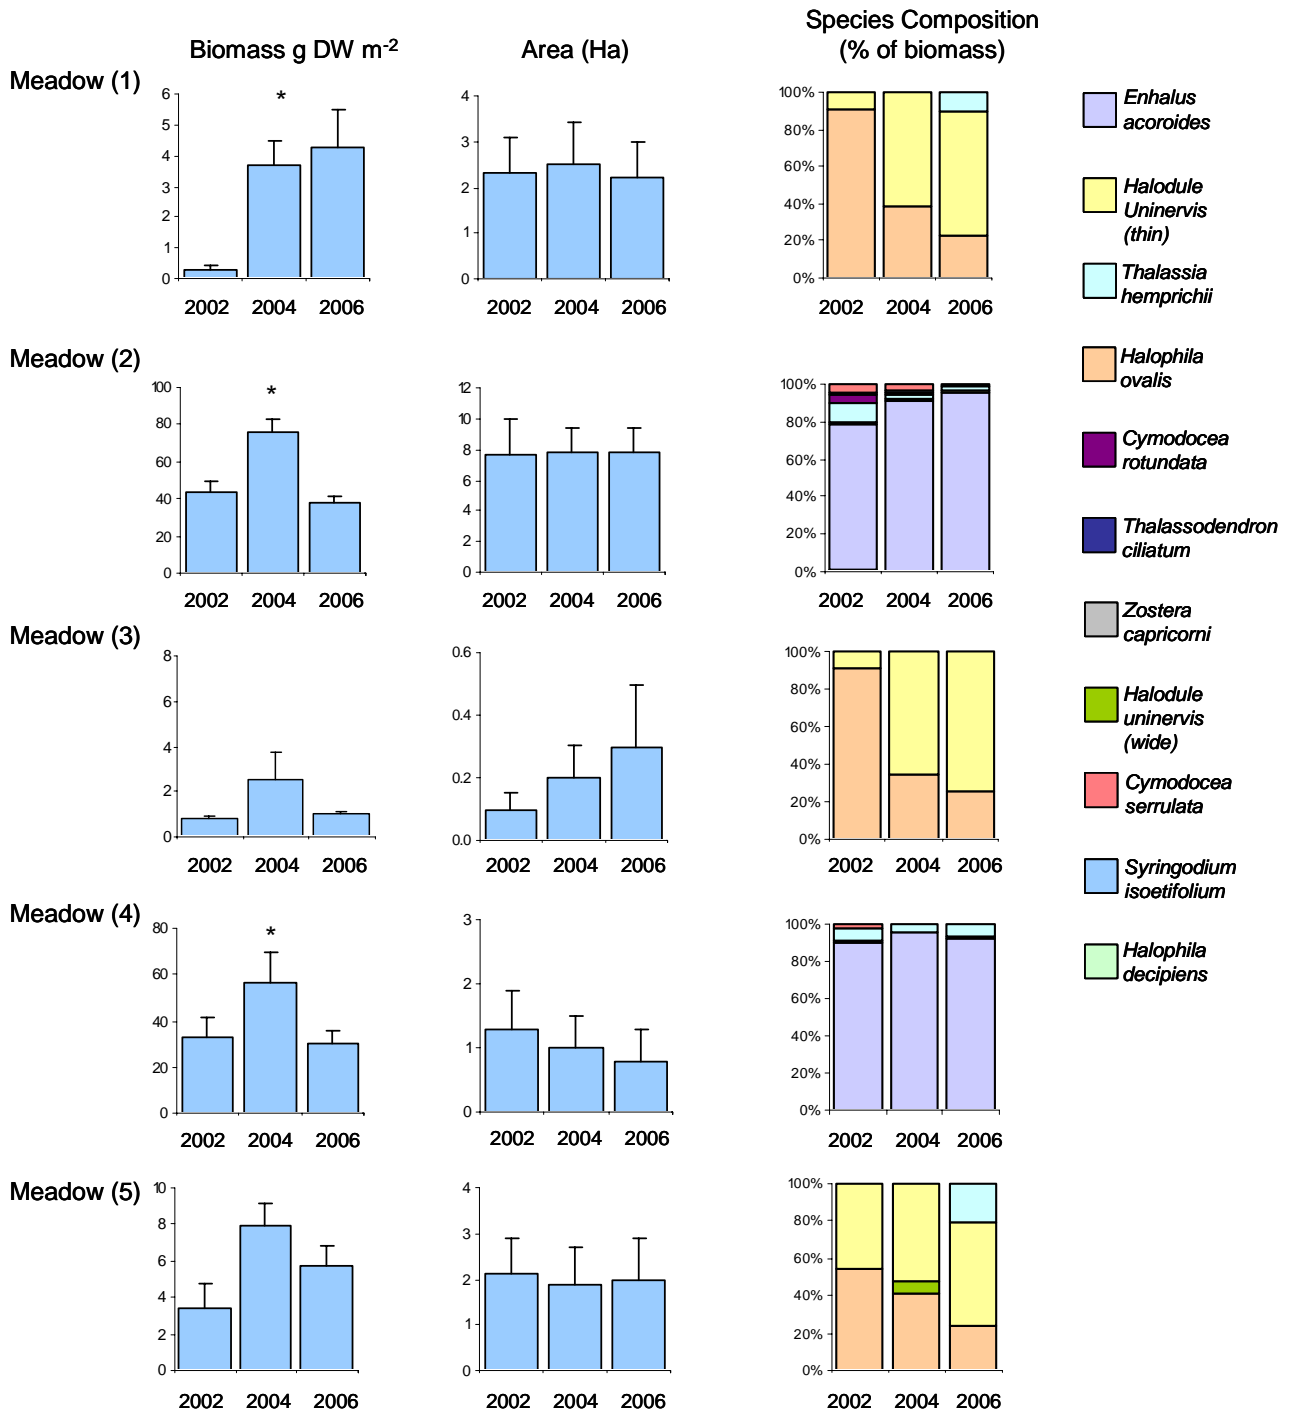 Biomass g DW m-2
Area (Ha)
Species Composition
(% of biomass)
Meadow (1)
6
5
4
3
2
1
0
*
2002 2004 2006
4
3
2
1
0
2002 2004 2006
100%
80%
60%
40%
20%
0%
2002 2004 2006
Meadow (2)
100
80
60
40
20
0
*
2002 2004 2006
12
10
8
6
4
2
0
2002 2004 2006
100%
80%
60%
40%
20%
0%
2002 2004 2006
Meadow (3)
8
6
4
2
0
2002 2004 2006
0.6
0.4
0.2
0.0
2002 2004 2006
100%
80%
60%
40%
20%
0%
2002 2004 2006
Meadow (4)
80
60
40
20
0
*
2002 2004 2006
3
2
1
0
2002 2004 2006
100%
80%
60%
40%
20%
0%
2002 2004 2006
Meadow (5)
10
8
6
4
2
0
2002 2004 2006
4
3
2
1
0
2002 2004 2006
100%
80%
60%
40%
20%
0%
2002 2004 2006
Enhalus
acoroides
Halodule
Uninervis
(thin)
Thalassia
hemprichii
Halophila
ovalis
Cymodocea
rotundata
Thalassodendron
ciliatum
Zostera
capricorni
Halodule
uninervis
(wide)
Cymodocea
serrulata
Syringodium
isoetifolium
Halophila
decipiens